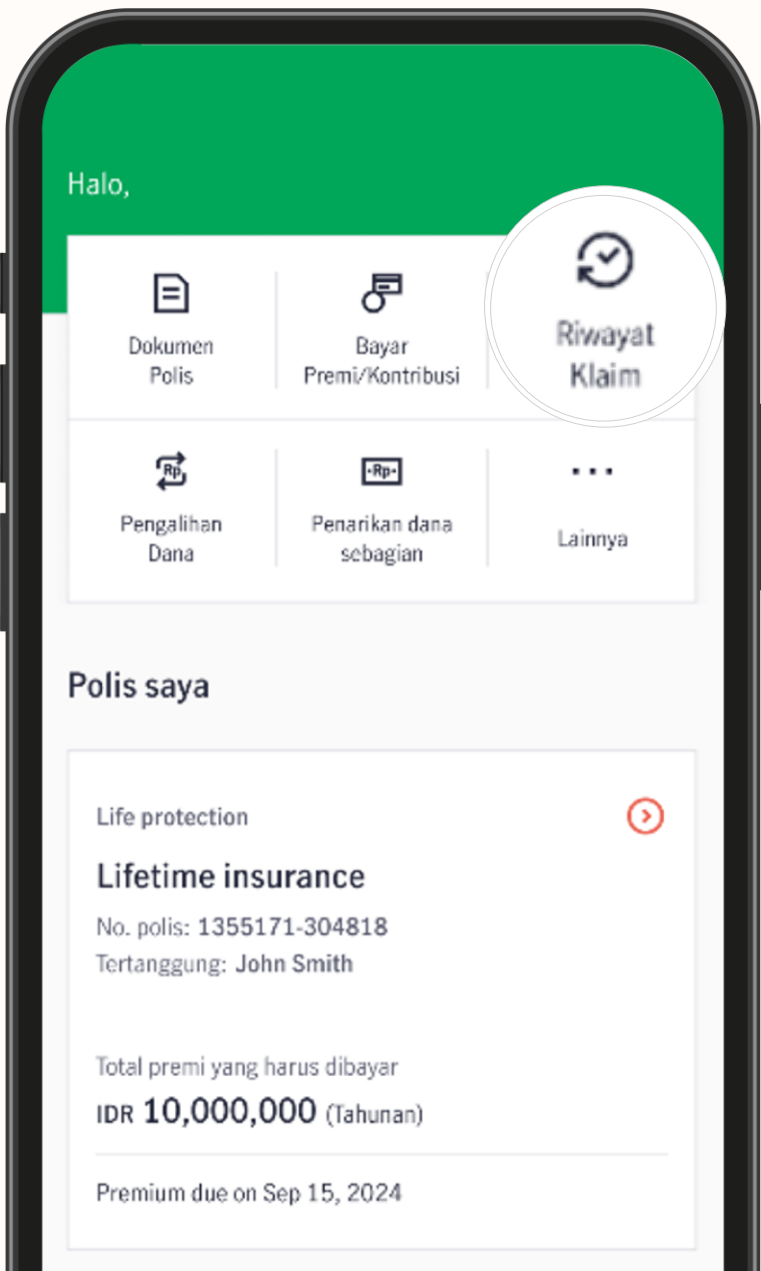 Halo,
Dokumen
Polis
Bayar
Premi/Kontribusi
Riwayat
Klaim
Rp
Pengalihan
Dana
Rp
Penarikan dana
sebagian
Lainnya
Polis saya
Life protection
Lifetime insurance
No. polis: 1355171-304818
Tertanggung: John Smith
Total premi yang harus dibayar
IDR 10,000,000 (Tahunan)
Premium due on Sep 15, 2024